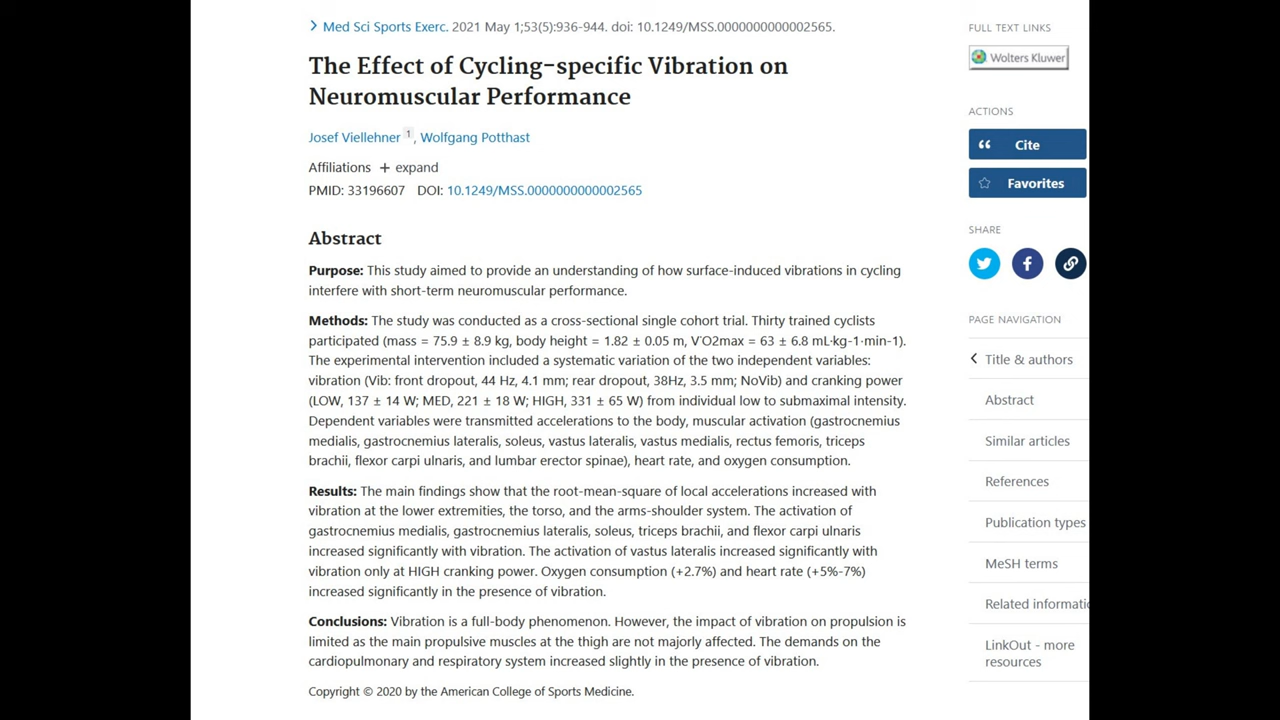 Med Sci Sports Exerc. 2021 May 1;53(5):936-944. doi: 10.1249/MSS.0000000000002565.
The Effect of Cycling-specific Vibration on
Neuromuscular Performance
Josef Viellehner 1, Wolfgang Potthast
Affiliations + expand
PMID: 33196607 DOI: 10.1249/MSS.0000000000002565
Abstract
Purpose: This study aimed to provide an understanding of how surface-induced vibrations in cycling
interfere with short-term neuromuscular performance.
Methods: The study was conducted as a cross-sectional single cohort trial. Thirty trained cyclists
participated (mass = 75.9 ± 8.9 kg, body height = 1.82 ± 0.05 m, V˙O2max = 63 ± 6.8 mL·kg-1·min-1).
The experimental intervention included a systematic variation of the two independent variables:
vibration (Vib: front dropout, 44 Hz, 4.1 mm; rear dropout, 38Hz, 3.5 mm; NoVib) and cranking power
(LOW, 137 ± 14 W; MED, 221 ± 18 W; HIGH, 331 ± 65 W) from individual low to submaximal intensity.
Dependent variables were transmitted accelerations to the body, muscular activation (gastrocnemius
medialis, gastrocnemius lateralis, soleus, vastus lateralis, vastus medialis, rectus femoris, triceps
brachii, flexor carpi ulnaris, and lumbar erector spinae), heart rate, and oxygen consumption.
Results: The main findings show that the root-mean-square of local accelerations increased with
vibration at the lower extremities, the torso, and the arms-shoulder system. The activation of
gastrocnemius medialis, gastrocnemius lateralis, soleus, triceps brachii, and flexor carpi ulnaris
increased significantly with vibration. The activation of vastus lateralis increased significantly with
vibration only at HIGH cranking power. Oxygen consumption (+2.7%) and heart rate (+5%-7%)
increased significantly in the presence of vibration.
Conclusions: Vibration is a full-body phenomenon. However, the impact of vibration on propulsion is
limited as the main propulsive muscles at the thigh are not majorly affected. The demands on the
cardiopulmonary and respiratory system increased slightly in the presence of vibration.
Copyright © 2020 by the American College of Sports Medicine.
FULL TEXT LINKS
Wolters Kluwer
ACTIONS
Cite
Favorites
SHARE
PAGE NAVIGATION
Title & authors
Abstract
Similar articles
References
Publication types
MeSH terms
Related informatio
LinkOut - more
resources